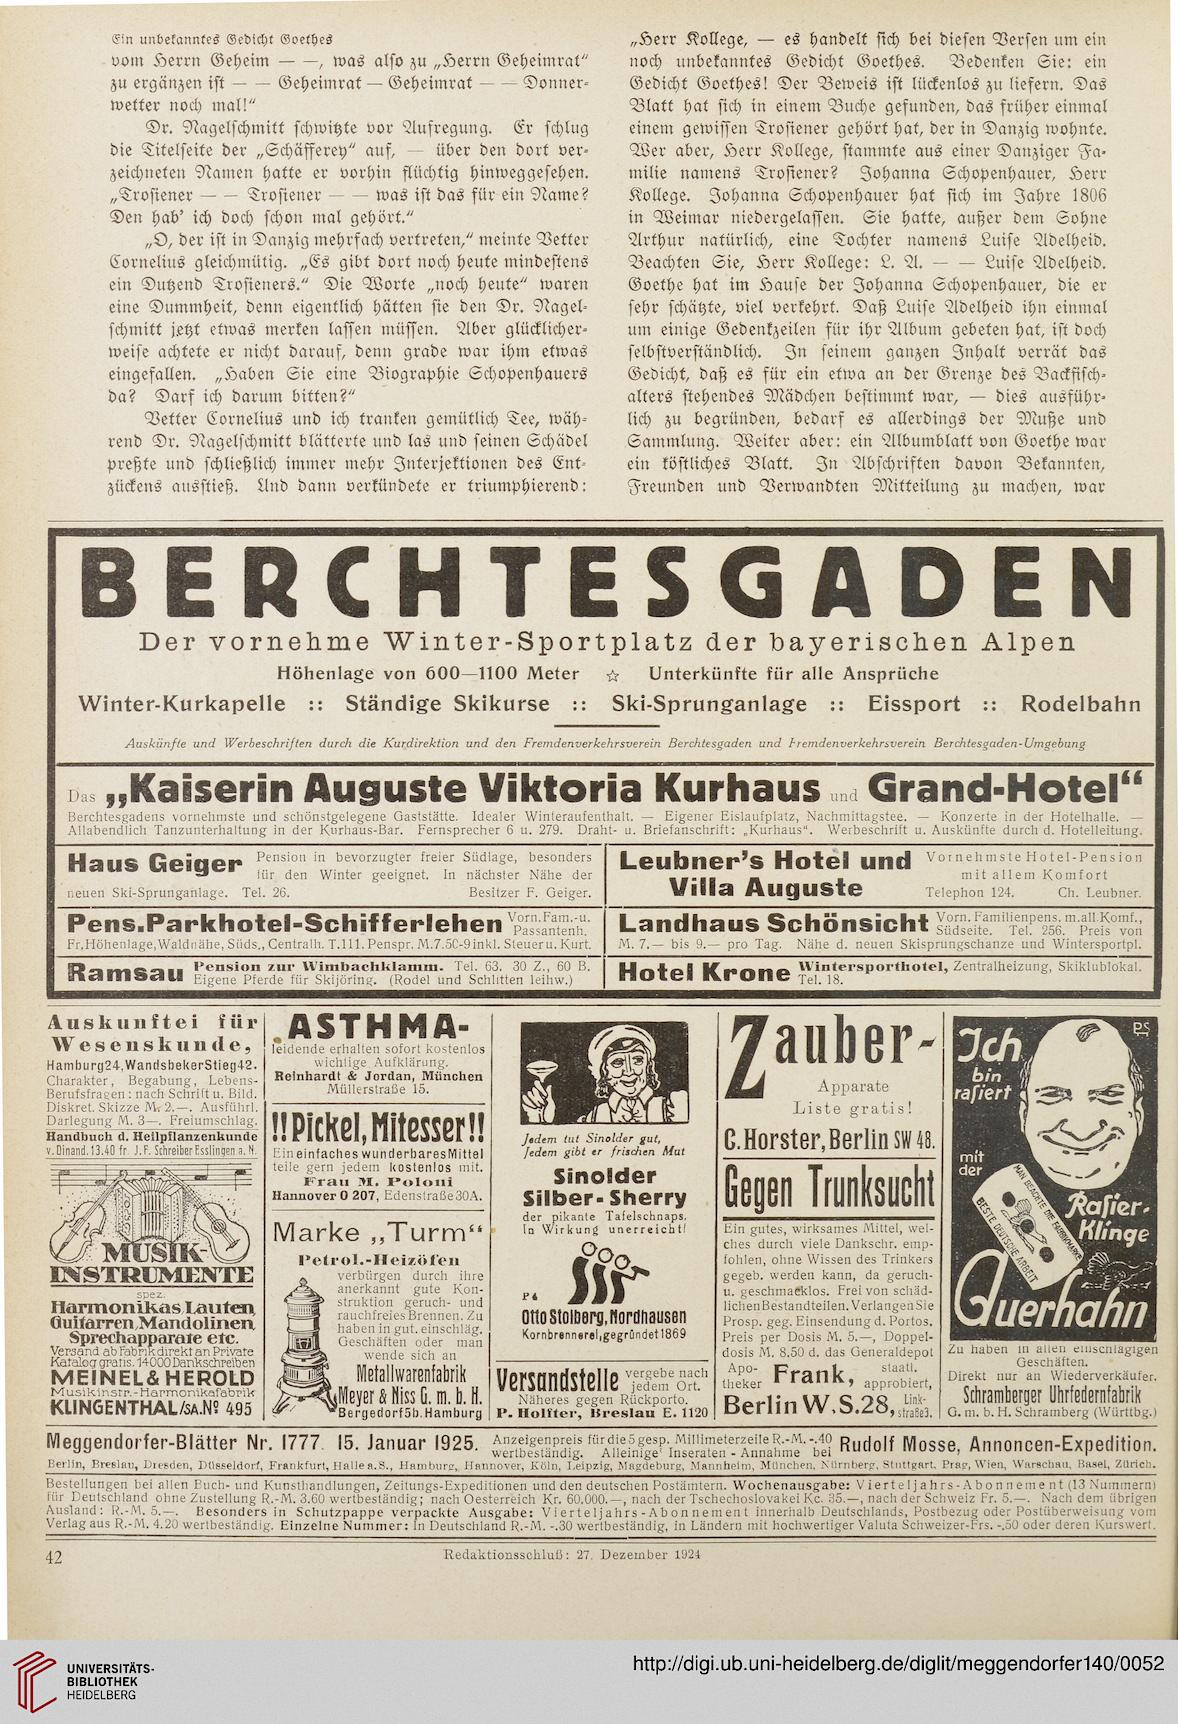 Ein unbekanntes Gedicht Goethes
vom Herrn Geheim — —, was also zu „Herrn Geheimrat“
zu ergänzen ist — — Geheimrat — Geheimrat — — Donner-
wetter noch mal!“
Dr. Nagelschmitt schwitzte vor Aufregung. Er schlug
die Titelseite der „Schäfferey“ auf, — über den dort ver-
zeichneten Namen hatte er vorhin flüchtig hinweggesehen.
„Trosiener — — Trosiener — — was ist das für ein Name?
Den hab' ich doch schon mal gehört.“
„O, der ist in Danzig mehrfach vertreten,“ meinte Vetter
Cornelius gleichmütig. „Es gibt dort noch heute mindestens
ein Dutzend Trosieners.“ Die Worte „noch heute“ waren
eine Dummheit, denn eigentlich hätten sie den Dr. Nagel-
schmitt jetzt etwas merken lassen müssen. Aber glücklicher-
weise achtete er nicht darauf, denn grade war ihm etwas
eingefallen. „Haben Sie eine Biographie Schopenhauers
da? Darf ich darum bitten?“
Vetter Cornelius und ich tranken gemütlich Tee, wäh-
rend Dr. Nagelschmitt blätterte und las und seinen Schädel
preßte und schließlich immer mehr Interjektionen des Ent-
zückens ausstieß. Und dann verkündete er triumphierend:
„Herr Kollege, — es handelt sich bei diesen Versen um ein
noch unbekanntes Gedicht Goethes. Bedenken Sie: ein
Gedicht Goethes! Der Beweis ist lückenlos zu liefern. Das
Blatt hat sich in einem Buche gefunden, das früher einmal
einem gewissen Trosiener gehört hat, der in Danzig wohnte.
Wer aber, Herr Kollege, stammte aus einer Danziger Fa-
milie namens Trosiener? Johanna Schopenhauer, Herr
Kollege. Johanna Schopenhauer hat sich im Jahre 1806
in Weimar niedergelassen. Sie hatte, außer dem Sohne
Arthur natürlich, eine Tochter namens Luise Adelheid.
Beachten Sie, Herr Kollege: L. A. — — Luise Adelheid.
Goethe hat im Hause der Johanna Schopenhauer, die er
sehr schätzte, viel verkehrt. Daß Luise Adelheid ihn einmal
um einige Gedenkzeilen für ihr Album gebeten hat, ist doch
selbstverständlich. In seinem ganzen Inhalt verrät das
Gedicht, daß es für ein etwa an der Grenze des Backfisch-
alters stehendes Mädchen bestimmt war, — dies ausführ-
lich zu begründen, bedarf es allerdings der Muße und
Sammlung. Weiter aber: ein Albumblatt von Goethe war
ein köstliches Blatt. In Abschriften davon Bekannten,
Freunden und Verwandten Mitteilung zu machen, war
BERCHTESGADEN
Der vornehme Winter-Sportplatz der bayerischen Alpen
Höhenlage von 600—1100 Meter ☆ Unterkünfte für alle Ansprüche
Winter-Kurkapelle :: Ständige Skikurse :: Ski-Sprunganlage :: Eissport :: Rodelbahn
Auskünfte und Werbeschriften durch die Kurdirektion und den Fremdenverkehrsverein Berchtesgaden und Fremdenverkehrsverein Berchtesgaden-Umgebung
Das „Kaiserin Auguste Viktoria Kurhaus und Grand-Hotel“
Berchtesgadens vornehmste und schönstgelegene Gaststätte. Idealer Winteraufenthalt. — Eigener Eislaufplatz, Nachmittagstee. — Konzerte in der Hotelhalle. —
Allabendlich Tanzunterhaltung in der Kurhaus-Bar. Fernsprecher 6 u. 279. Draht- u. Briefanschrift: „Kurhaus“. Werbeschrift u. Auskünfte durch d. Hotelleitung.
Haus Geiger Pension in bevorzugter freier Südlage, besonders
für den Winter geeignet. In nächster Nähe der
neuen Ski-Sprunganlage. Tel. 26. Besitzer F. Geiger.
Leubner's Hotel und Vornehmste Hotel-Pension
Villa Auguste mit allem Komfort
Telephon 124. Ch. Leubner.
Pens.Parkhotel-Schifferlehen Vorn.Fam.-u.
Passantenh.
Fr,Höhenlage,Waldnähe, Süds., Centralh. T.111. Penspr. M.7.50-9 inkl. Steuer u. Kurt.
Landhaus Schönsicht Vorn. Familienpens. m.all.Komf.,
Südseite. Tel. 256. Preis von
M. 7.— bis 9.— pro Tag. Nähe d. neuen Skisprungschanze und Wintersportpl.
Ramsau Pension zur Wimbachklamm. Tel. 63. 30 Z., 60 B.
Eigene Pferde für Skijöring. (Rodel und Schlitten leihw.)
Hotel Krone Wintersporthotel, Zentralheizung, Skiklublokal.
Tel. 18.
Auskunftei für
Wesenskunde,
Hamburg24,WandsbekerStieg42.
Charakter, Begabung, Lebens-
Berufsfragen: nach Schrift u. Bild.
Diskret. Skizze M. 2.—. Ausführl.
Darlegung M. 3—. Freiumschlag.
Handbuch d. Heilpflanzenkunde
v. Dinand. 13.40 fr. J. F. Schreiber Esslingen a. N.
MUSIK-
INSTRUMENTE
spez.
Harmonikas,Lauten,
Guitarren,Mandolinen,
Sprechapparate etc.
Versand ab Fabrik direkt an Private
Katalog gratis. 14000 Dankschreiben
MEINEL & HEROLD
Musikinstr.-Harmonikafabrik
KLINGENTHAL /SA.№ 495
ASTHMA-
leidende erhalten sofort kostenlos
wichtige Aufklärung.
Reinhardt & Jordan, München
Müllerstraße 15.
!!Pickel, Mitesser!!
Ein einfaches wunderbares Mittel
teile gern jedem kostenlos mit.
Frau M. Poloni
Hannover O 207, Edenstraße 30A.
Marke „Turm“
Petrol.-Heizöfen
verbürgen durch ihre
anerkannt gute Kon-
struktion geruch- und
rauchfreies Brennen. Zu
haben in gut. einschläg.
Geschäften oder man
wende sich an
Metallwarenfabrik
Meyer & Niss G. m. b. H.
Bergedorf5b.Hamburg
Jedem tut Sinolder gut,
Jedem gibt er frischen Mut
Sinolder
Silber-Sherry
der pikante Tafelschnaps.
In Wirkung unerreicht!
Otto Stolberg, Nordhausen
Kornbrennerei,gegründet1869
Versandstelle vergebe nach
jedem Ort.
Näheres gegen Rückporto.
P. Holfter, Breslau E. 1120
Zauber-
Apparate
Liste gratis!
C.Horster,Berlin SW 48.
Gegen Trunksucht
Ein gutes, wirksames Mittel, wel-
ches durch viele Dankschr. emp-
fohlen, ohne Wissen des Trinkers
gegeb. werden kann, da geruch-
u. geschmacklos. Frei von schäd-
lichen Bestandteilen. Verlangen Sie
Prosp. geg. Einsendung d. Portos.
Preis per Dosis M. 5.—, Doppel-
dosis M. 8.50 d. das Generaldepot
Apo-
theker Frank, staatl.
approbiert,
Berlin W.S.28, Link-
straße3.
PS
Ich
bin
rasiert
mit
der
MAN BEACHTE DIE FABRIKMARKE
BESTE DEUTSCHE ARBEIT
Rasier-
Klinge
Auerhahn
Zu haben in allen einschlägigen
Geschäften.
Direkt nur an Wiederverkäufer.
Schramberger Uhrfedernfabrik
G. m. b. H. Schramberg (Württbg.)
Meggendorfer-Blätter Nr. 1777. 15. Januar 1925. Anzeigenpreis für die 5 gesp. Millimeterzeile R.-M. -.40
wertbeständig. Alleinige Inseraten-Annahme bei Rudolf Mosse, Annoncen-Expedition.
Berlin, Breslau, Dresden, Düsseldorf, Frankfurt, Halle a.S., Hamburg, Hannover, Köln, Leipzig, Magdeburg, Mannheim, München, Nürnberg, Stuttgart, Prag, Wien, Warschau, Basel, Zürich.
Bestellungen bei allen Buch- und Kunsthandlungen, Zeitungs-Expeditionen und den deutschen Postämtern. Wochenausgabe: Vierteljahrs-Abonnement (13 Nummern)
für Deutschland ohne Zustellung R.-M. 3.60 wertbeständig; nach Oesterreich Kr. 60.000.—, nach der Tschechoslovakei Kc. 35.—, nach der Schweiz Fr. 5.—. Nach dem übrigen
Ausland: R.-M. 5.—. Besonders in Schutzpappe verpackte Ausgabe: Vierteljahrs-Abonnement innerhalb Deutschlands, Postbezug oder Postüberweisung vom
Verlag aus R.-M. 4.20 wertbeständig. Einzelne Nummer: in Deutschland R.-M. -.30 wertbeständig, in Ländern mit hochwertiger Valuta Schweizer-Frs. -.50 oder deren Kurswert.
42
Redaktionsschluß: 27. Dezember 1924
UNIVERSITÄTS-
BIBLIOTHEK
HEIDELBERG
http://digi.ub.uni-heidelberg.de/diglit/meggendorfer140/0052